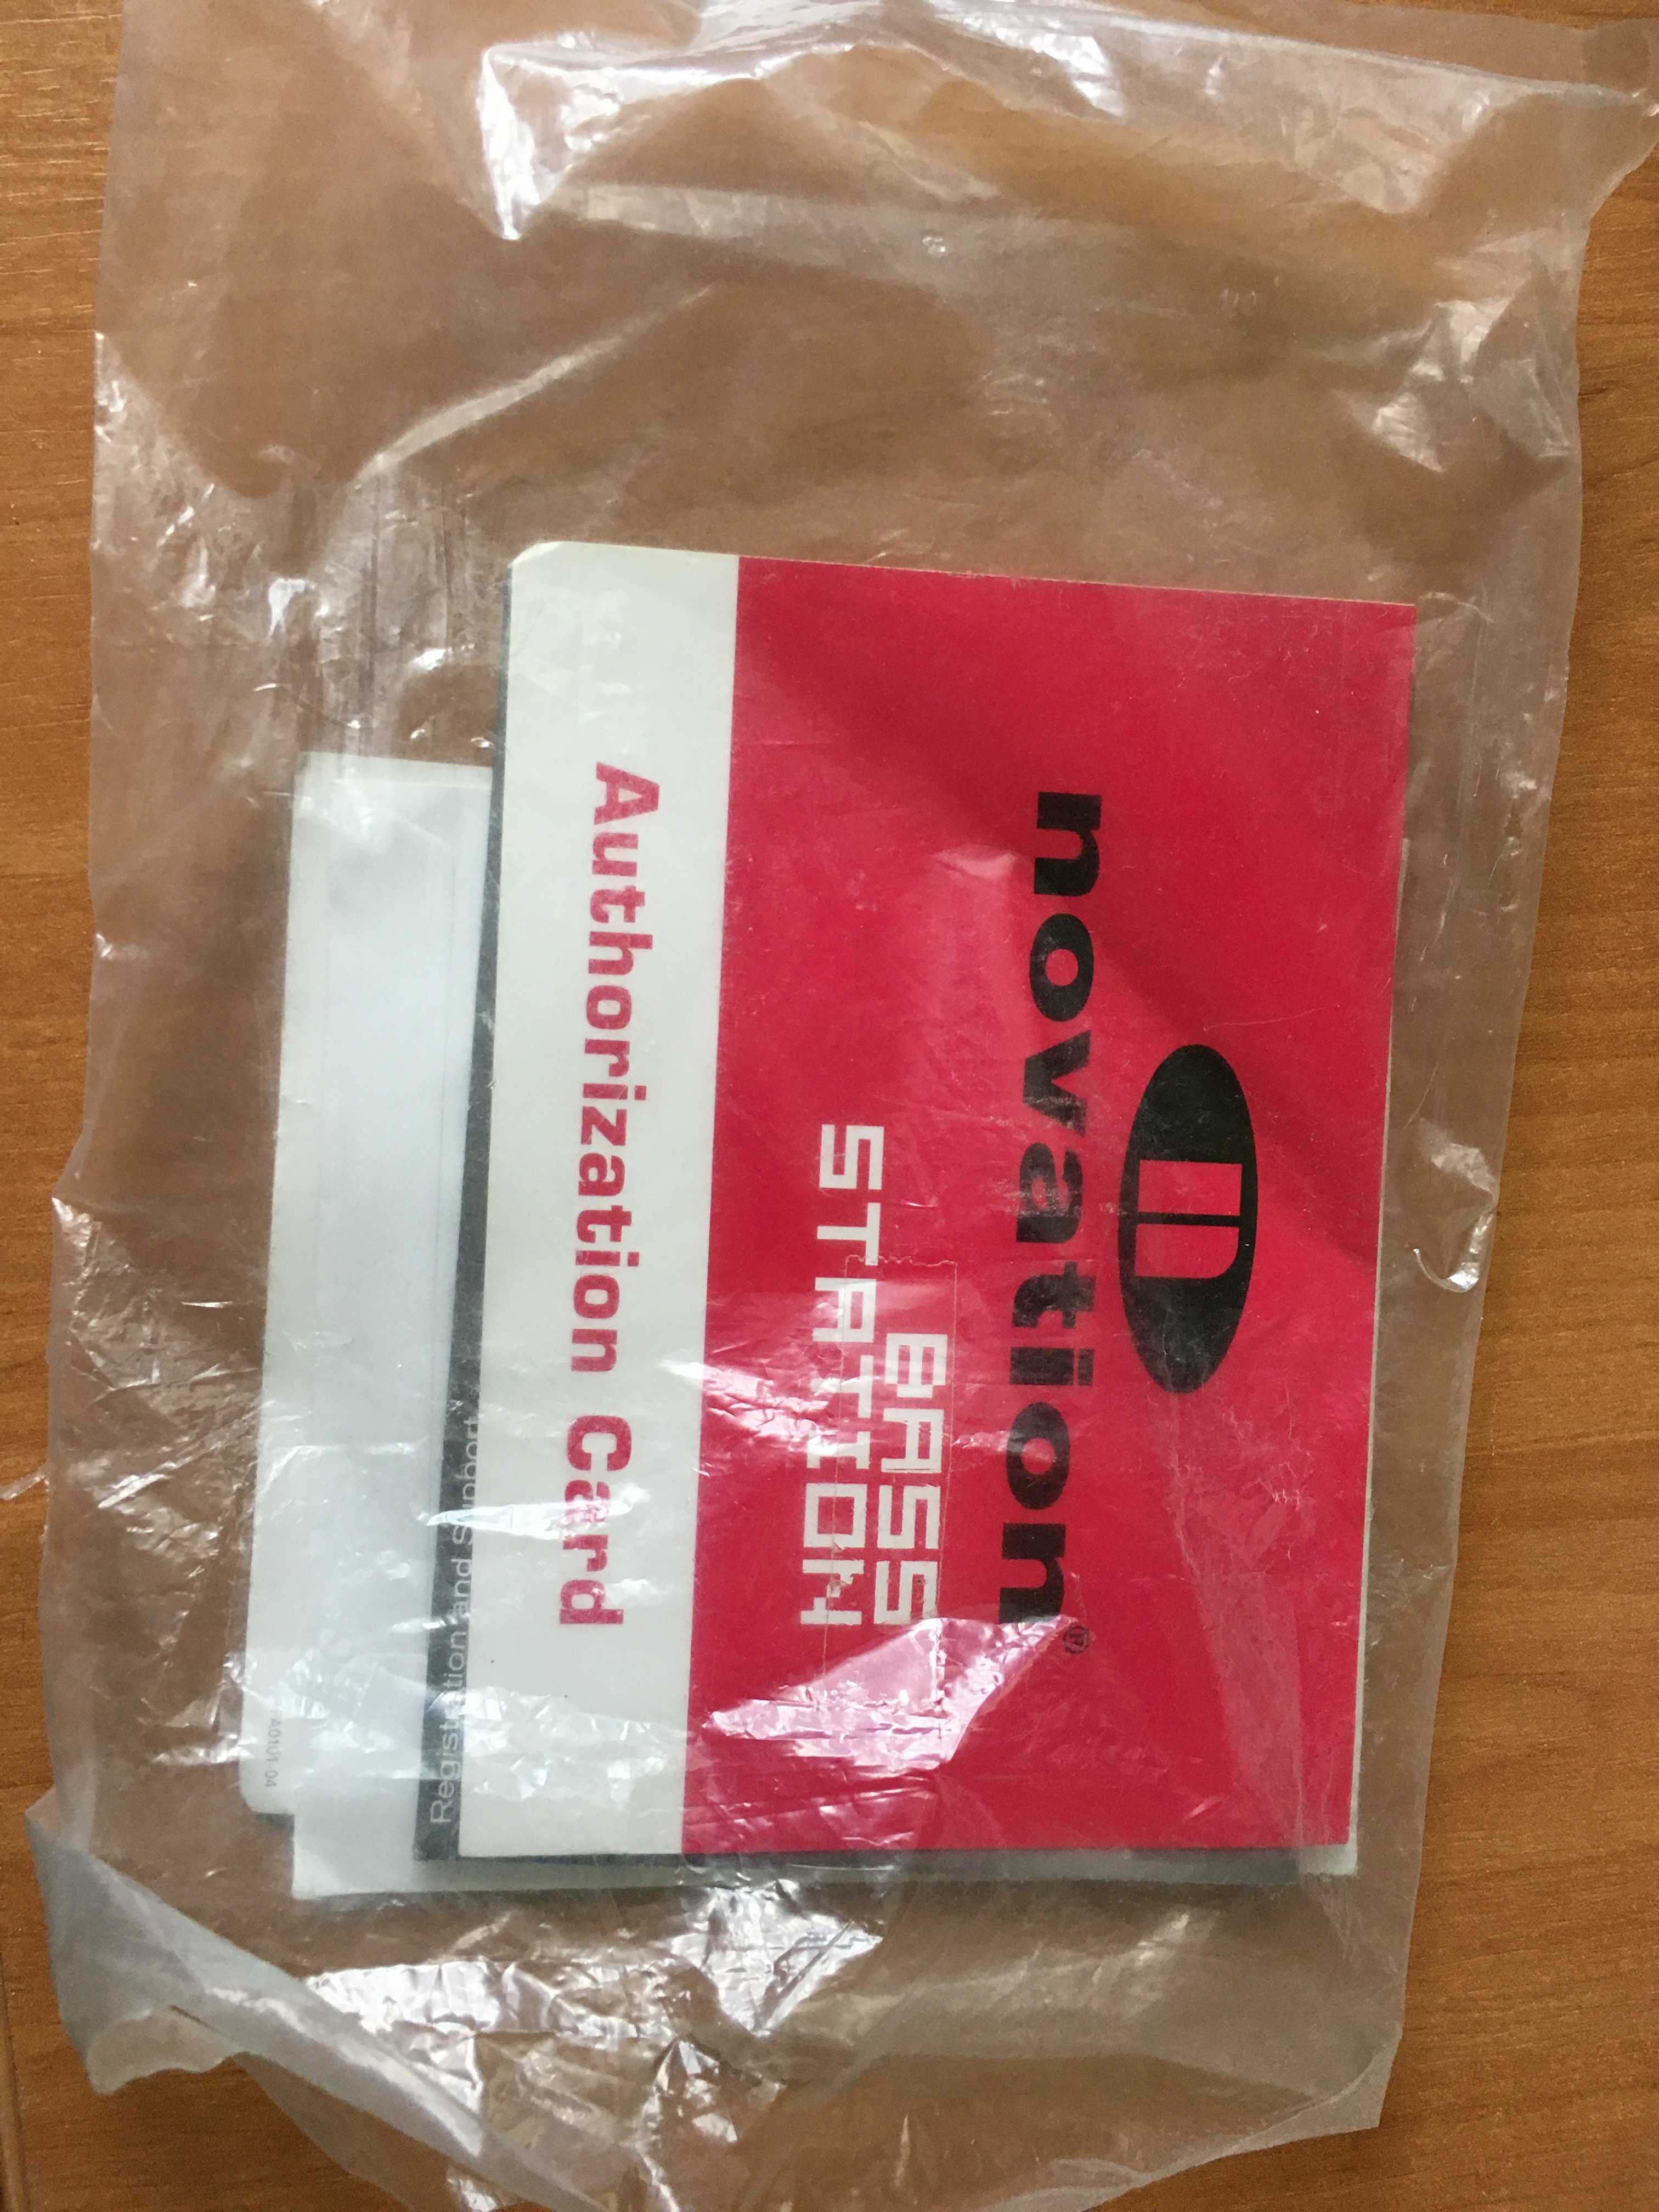 novation®
BASS
STATION
Authorization Card
Registration and Support